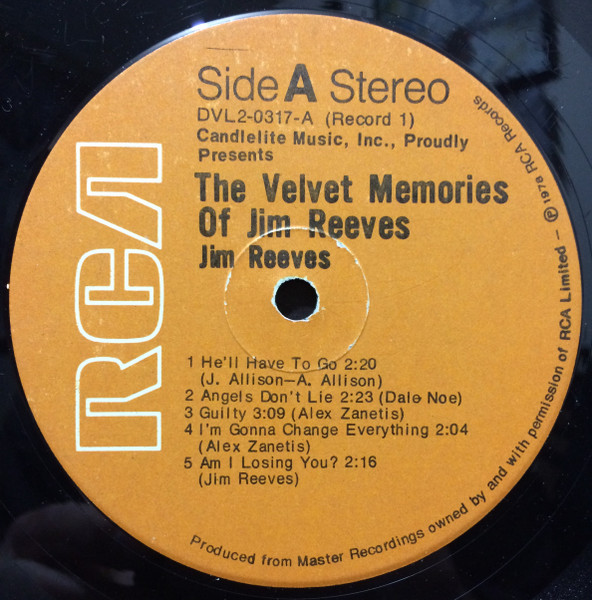 RCA
Side A Stereo
DVL2-0317-A (Record 1)
Candlelite Music, Inc., Proudly
Presents
The Velvet Memories
Of Jim Reeves
Jim Reeves
1 He'll Have To Go 2:20
(J. Allison—A. Allison)
2 Angels Don't Lie 2:23 (Dale Noe)
3 Guilty 3:09 (Alex Zanetis)
4 I'm Gonna Change Everything 2:04
(Alex Zanetis)
5 Am I Losing You? 2:16
(Jim Reeves)
Produced from Master Recordings owned by and with permission of RCA Limited – ℗ 1978 RCA Records